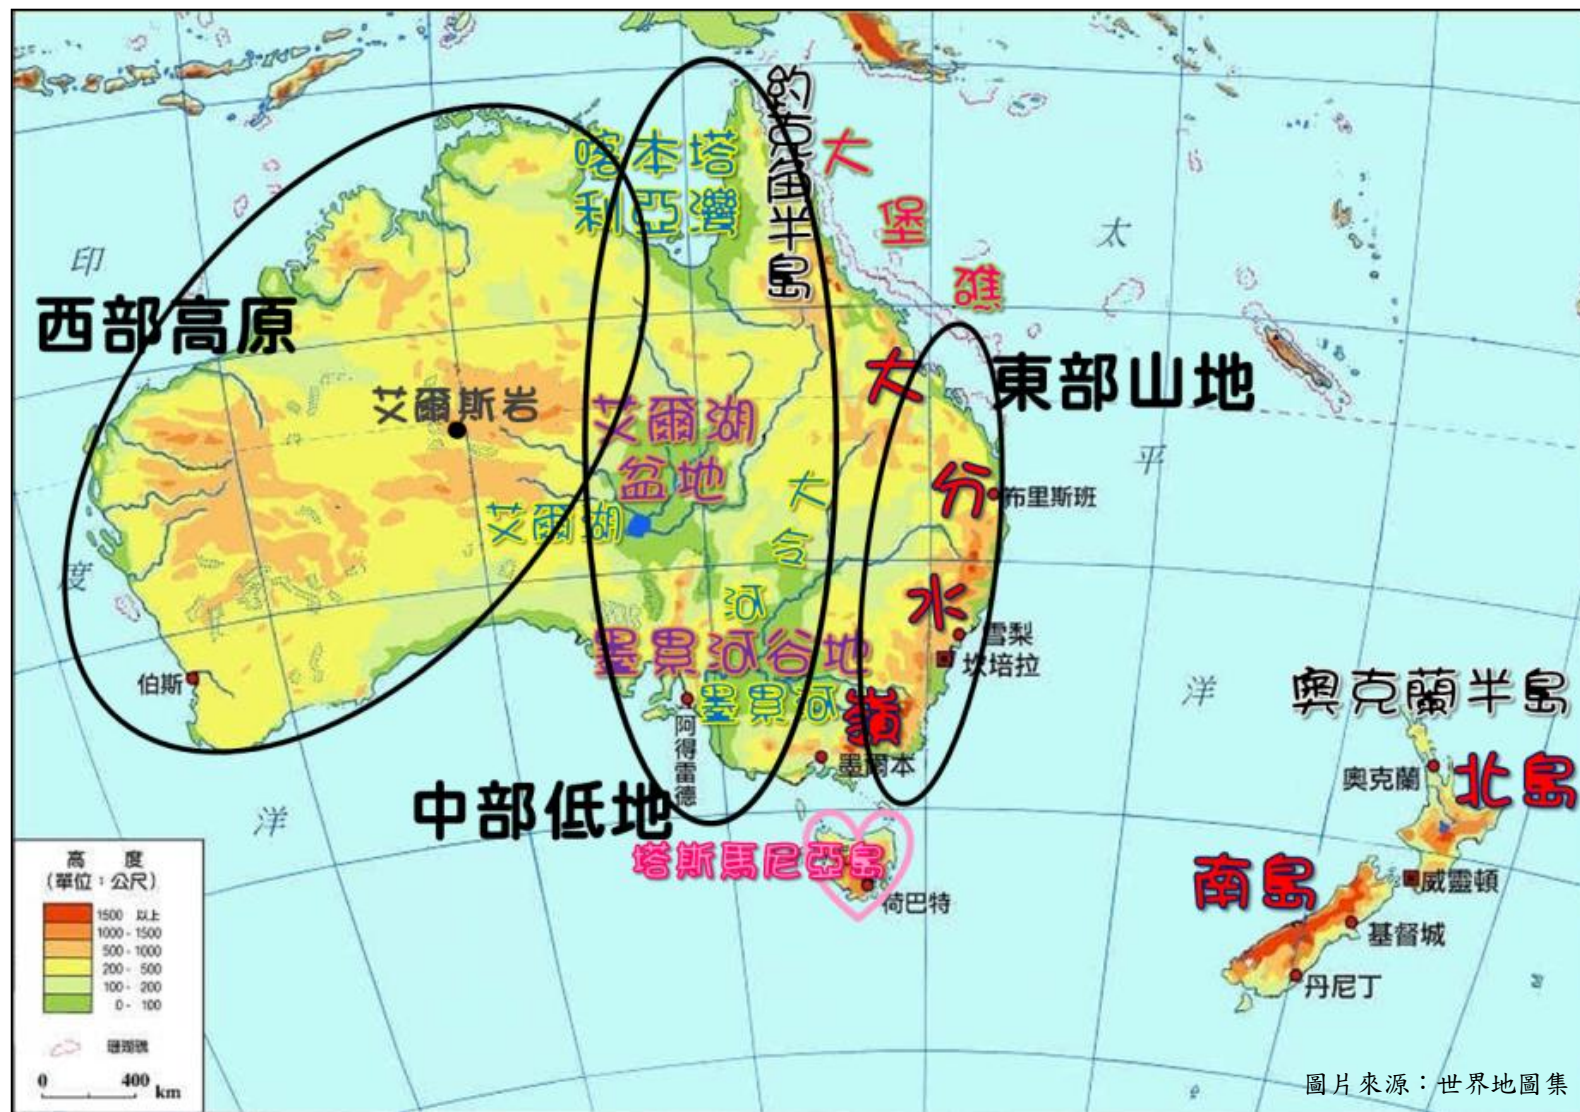 喀本塔
利亞灣
約克角半島
大堡礁
太平洋
印度洋
西部高原
艾爾斯岩
艾爾湖
盆地
艾爾湖
大令河
東部山地
大分水嶺
布里斯班
雪梨
坎培拉
墨累河谷地
墨累河
伯斯
阿得雷德
墨爾本
中部低地
塔斯馬尼亞島
荷巴特
奧克蘭半島
奧克蘭
北島
南島
威靈頓
基督城
丹尼丁
高 度
(單位：公尺)
1500 以上
1000 - 1500
500 - 1000
200 - 500
100 - 200
0 - 100
珊瑚礁
0 400 km
圖片來源：世界地圖集